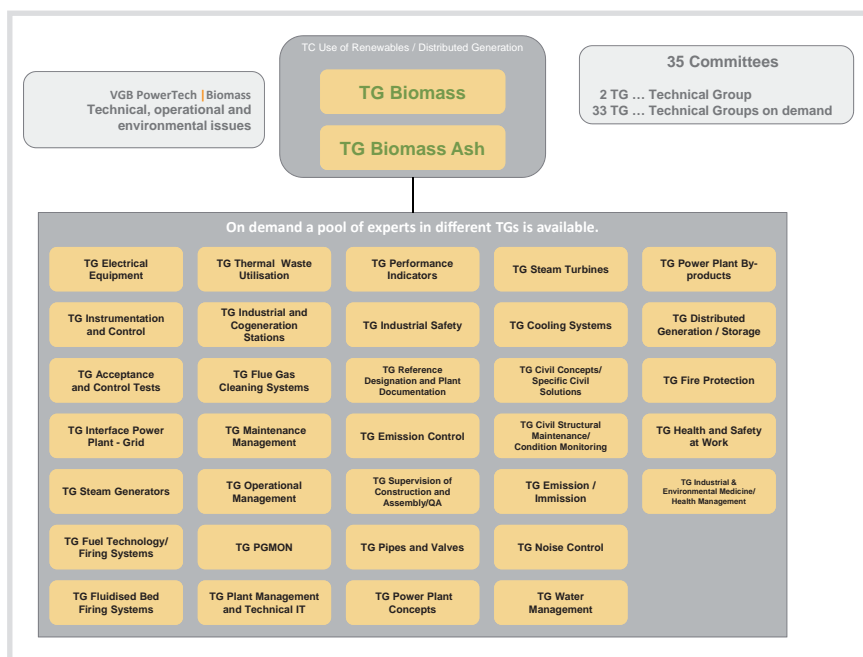 TC Use of Renewables / Distributed Generation
VGB PowerTech | Biomass
Technical, operational and
environmental issues
TG Biomass
TG Biomass Ash
35 Committees
2 TG ... Technical Group
33 TG ... Technical Groups on demand
On demand a pool of experts in different TGs is available.
TG Electrical
Equipment
TG Thermal Waste
Utilisation
TG Performance
Indicators
TG Steam Turbines
TG Power Plant By-
products
TG Instrumentation
and Control
TG Industrial and
Cogeneration
Stations
TG Industrial Safety
TG Cooling Systems
TG Distributed
Generation / Storage
TG Acceptance
and Control Tests
TG Flue Gas
Cleaning Systems
TG Reference
Designation and Plant
Documentation
TG Civil Concepts/
Specific Civil
Solutions
TG Fire Protection
TG Interface Power
Plant - Grid
TG Maintenance
Management
TG Emission Control
TG Civil Structural
Maintenance/
Condition Monitoring
TG Health and Safety
at Work
TG Steam Generators
TG Operational
Management
TG Supervision of
Construction and
Assembly/QA
TG Emission /
Immission
TG Industrial &
Environmental Medicine/
Health Management
TG Fuel Technology/
Firing Systems
TG PGMON
TG Pipes and Valves
TG Noise Control
TG Fluidised Bed
Firing Systems
TG Plant Management
and Technical IT
TG Power Plant
Concepts
TG Water
Management